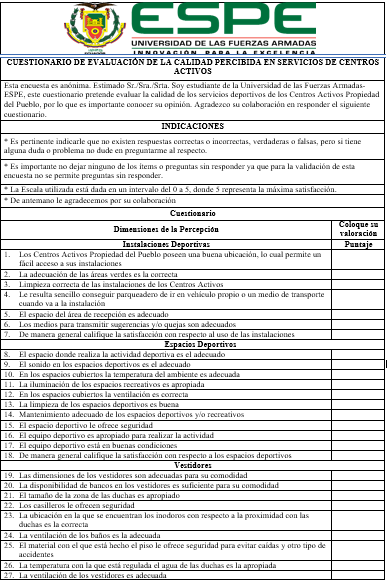 ESPE
UNIVERSIDAD DE LAS FUERZAS ARMADAS
INNOVACIÓN PARA LA EXCELENCIA
CUESTIONARIO DE EVALUACIÓN DE LA CALIDAD PERCIBIDA EN SERVICIOS DE CENTROS
ACTIVOS
Esta encuesta es anónima. Estimado Sr./Sra./Srta. Soy estudiante de la Universidad de las Fuerzas Armadas-
ESPE, este cuestionario pretende evaluar la calidad de los servicios deportivos de los Centros Activos Propiedad
del Pueblo, por lo que es importante conocer su opinión. Agradezco su colaboración en responder el siguiente
cuestionario.
INDICACIONES
* Es pertinente indicarle que no existen respuestas correctas o incorrectas, verdaderas o falsas, pero si tiene
alguna duda o problema no dude en preguntarme al respecto.
* Es importante no dejar ninguno de los items o preguntas sin responder ya que para la validación de esta
encuesta no se permite preguntas sin responder.
* La Escala utilizada está dada en un intervalo del 0 a 5, donde 5 representa la máxima satisfacción.
* De antemano le agradecemos por su colaboración
Cuestionario
Dimensiones de la Percepción
Coloque su
valoración
Instalaciones Deportivas
Puntaje
1. Los Centros Activos Propiedad del Pueblo poseen una buena ubicación, lo cual permite un
fácil acceso a sus instalaciones
2. La adecuación de las áreas verdes es la correcta
3. Limpieza correcta de las instalaciones de los Centros Activos
4. Le resulta sencillo conseguir parqueadero de ir en vehículo propio o un medio de transporte
cuando va a la instalación
5. El espacio del área de recepción es adecuado
6. Los medios para transmitir sugerencias y/o quejas son adecuados
7. De manera general califique la satisfacción con respecto al uso de las instalaciones
Espacios Deportivos
8. El espacio donde realiza la actividad deportiva es el adecuado
9. El sonido en los espacios deportivos es el adecuado
10. En los espacios cubiertos la temperatura del ambiente es adecuada
11. La iluminación de los espacios recreativos es apropiada
12. En los espacios cubiertos la ventilación es correcta
13. La limpieza de los espacios deportivos es buena
14. Mantenimiento adecuado de los espacios deportivos y/o recreativos
15. El espacio deportivo le ofrece seguridad
16. El equipo deportivo es apropiado para realizar la actividad
17. El equipo deportivo está en buenas condiciones
18. De manera general califique la satisfacción con respecto a los espacios deportivos
Vestidores
19. Las dimensiones de los vestidores son adecuadas para su comodidad
20. La disponibilidad de bancos en los vestidores es suficiente para su comodidad
21. El tamaño de la zona de las duchas es apropiado
22. Los casilleros le ofrecen seguridad
23. La ubicación en la que se encuentran los inodoros con respecto a la proximidad con las
duchas es la correcta
24. La ventilación de los baños es la adecuada
25. El material con el que está hecho el piso le ofrece seguridad para evitar caídas y otro tipo de
accidentes
26. La temperatura con la que está regulada el agua de las duchas es la apropiada
27. La ventilación de los vestidores es adecuada